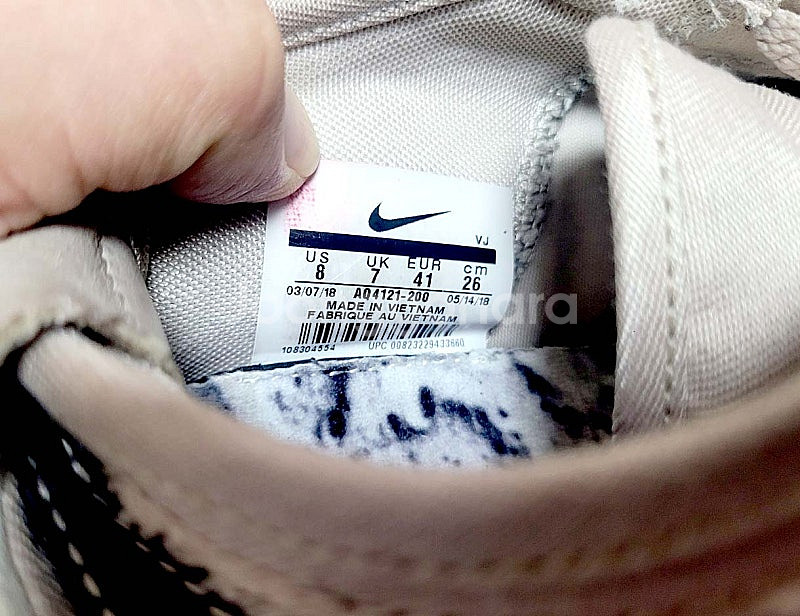 VJ
US UK EUR cm
8 7 41 26
03/07/18 AQ4121-200 05/14/18
MADE IN VIETNAM
FABRIQUE AU VIETNAM
108304554 UPC 00823229433660